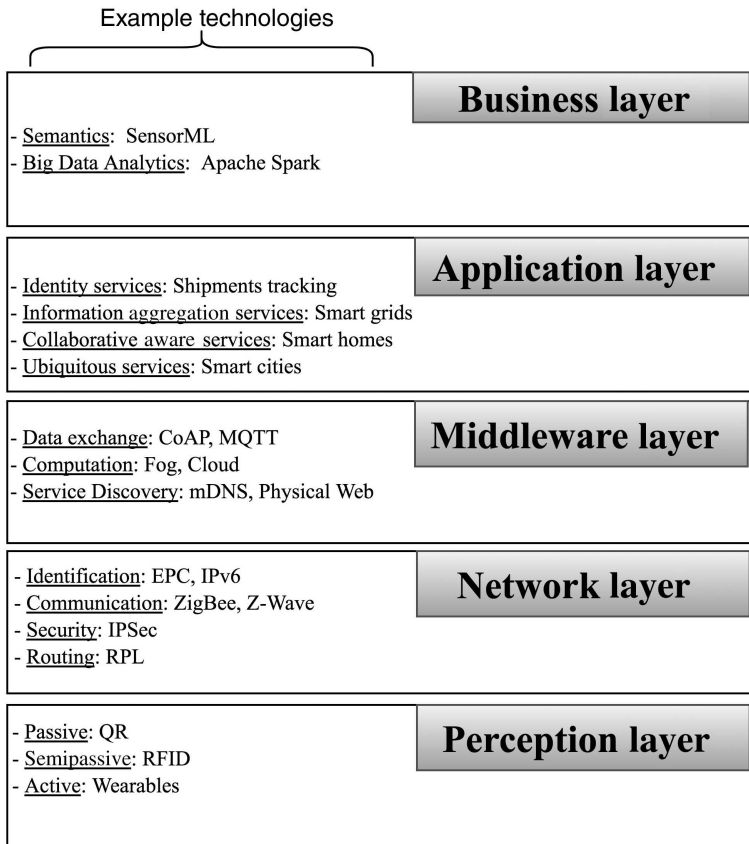 Example technologies
Business layer
- Semantics:  SensorML
- Big Data Analytics:  Apache Spark
Application layer
- Identity services: Shipments tracking
- Information aggregation services: Smart grids
- Collaborative aware services: Smart homes
- Ubiquitous services: Smart cities
Middleware layer
- Data exchange: CoAP, MQTT
- Computation: Fog, Cloud
- Service Discovery: mDNS, Physical Web
Network layer
- Identification: EPC, IPv6
- Communication: ZigBee, Z-Wave
- Security: IPSec
- Routing: RPL
Perception layer
- Passive: QR
- Semipassive: RFID
- Active: Wearables